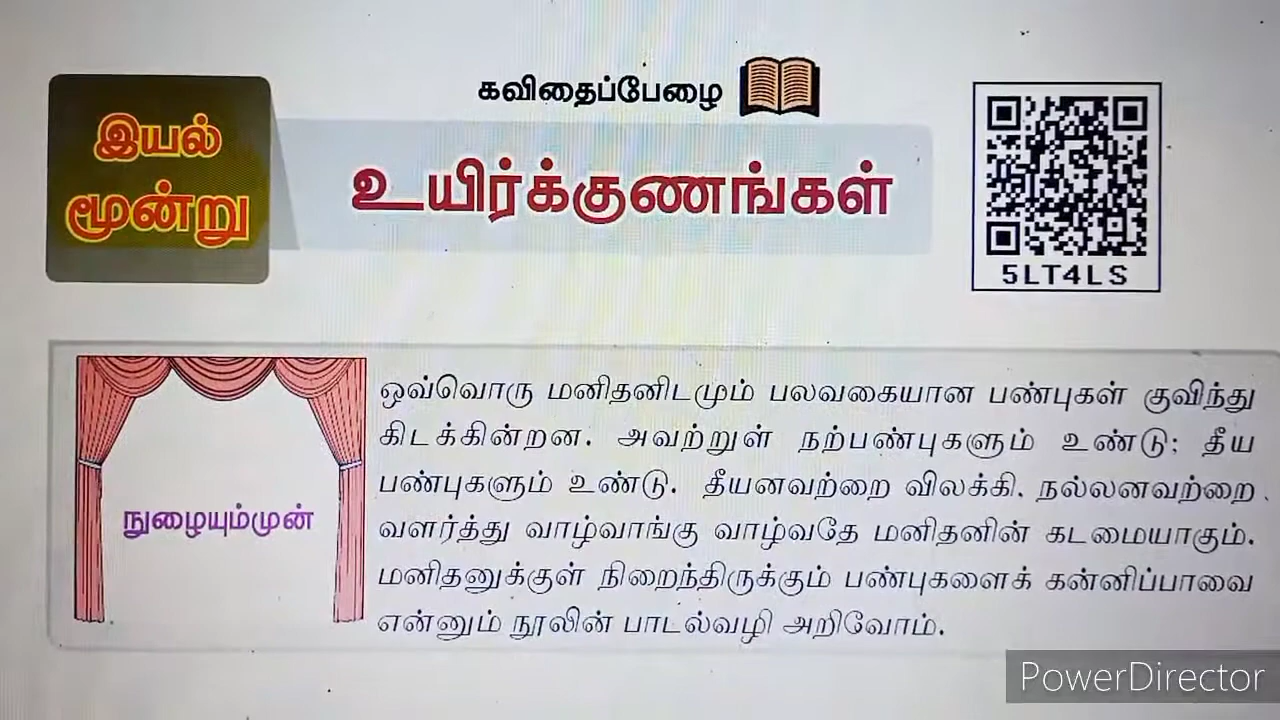 கவிதைப்பேழை
இயல்
மூன்று
உயிர்க்குணங்கள்
5LT4LS
நுழையும்முன்
ஒவ்வொரு மனிதனிடமும் பலவகையான பண்புகள் குவிந்து
கிடக்கின்றன. அவற்றுள் நற்பண்புகளும் உண்டு; தீய
பண்புகளும் உண்டு. தீயனவற்றை விலக்கி, நல்லனவற்றை
வளர்த்து வாழ்வாங்கு வாழ்வதே மனிதனின் கடமையாகும்.
மனிதனுக்குள் நிறைந்திருக்கும் பண்புகளைக் கன்னிப்பாவை
என்னும் நூலின் பாடல்வழி அறிவோம்.
PowerDirector